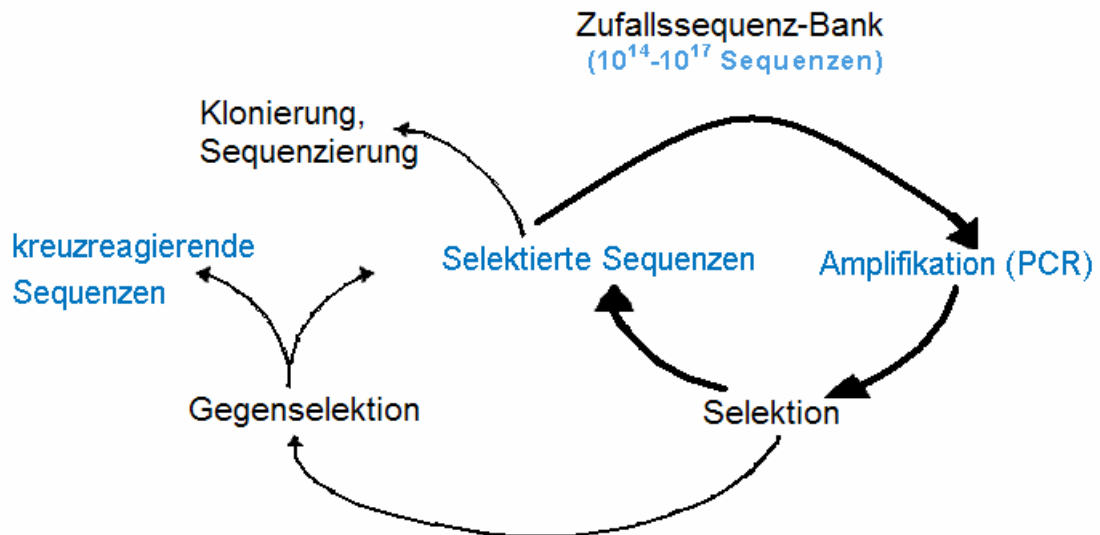 Zufallssequenz-Bank
(10¹⁴-10¹⁷ Sequenzen)
Klonierung,
Sequenzierung
kreuzreagierende
Sequenzen
Selektierte Sequenzen
Amplifikation (PCR)
Gegenselektion
Selektion